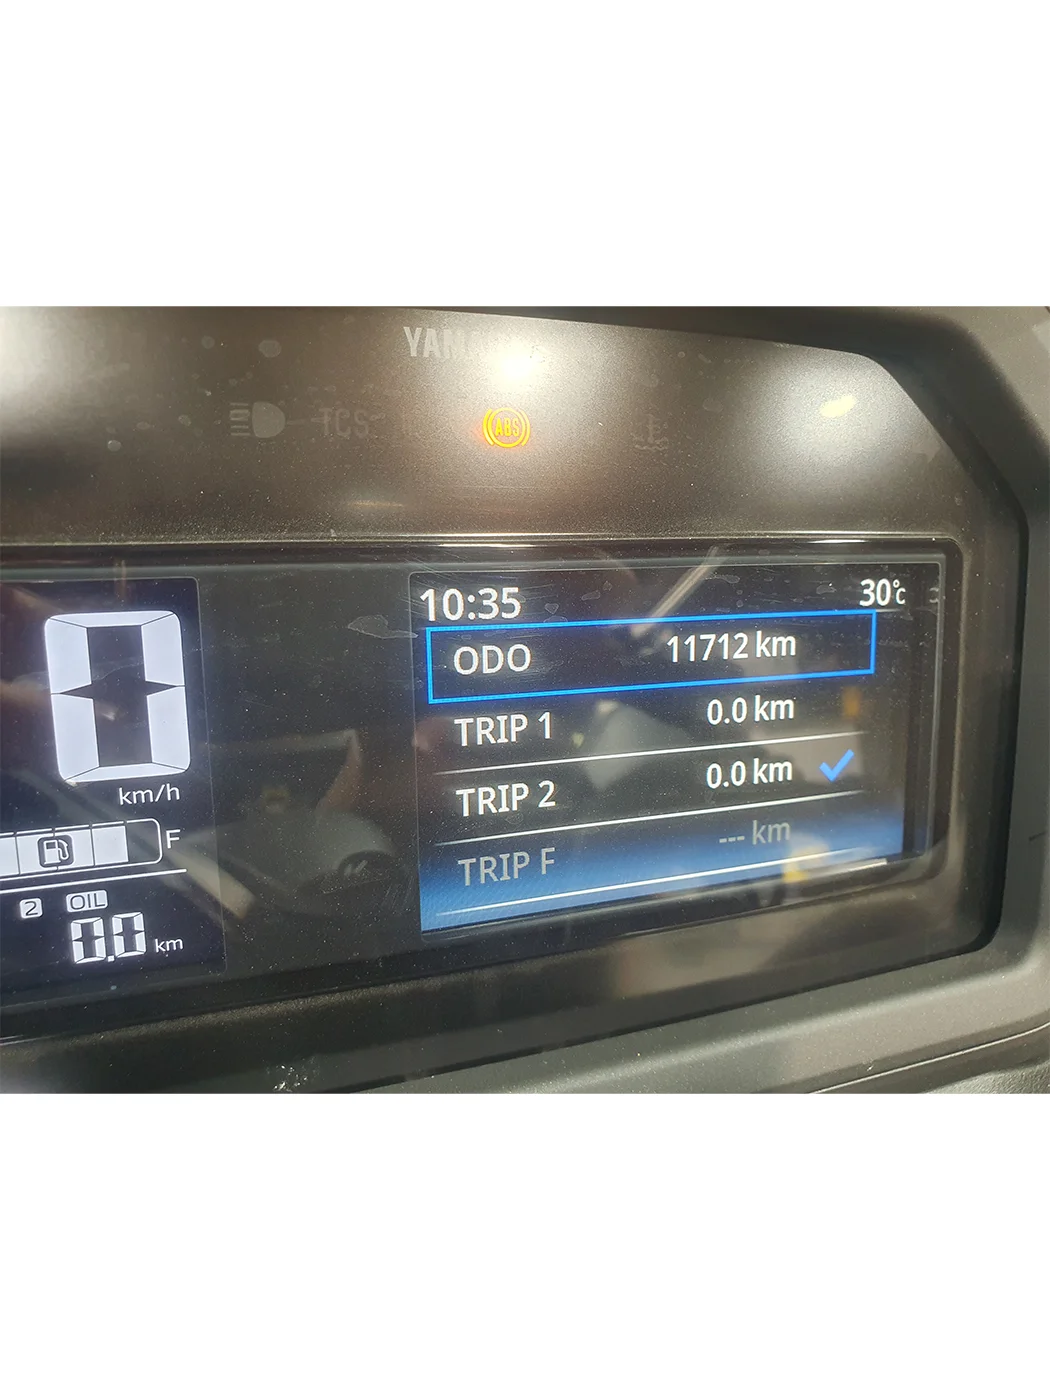 TCS
ABS
10:35 30°C
ODO 11712 km
TRIP 1 0.0 km
TRIP 2 0.0 km
TRIP F --- km
0
km/h
F
2 OIL
0.0 km